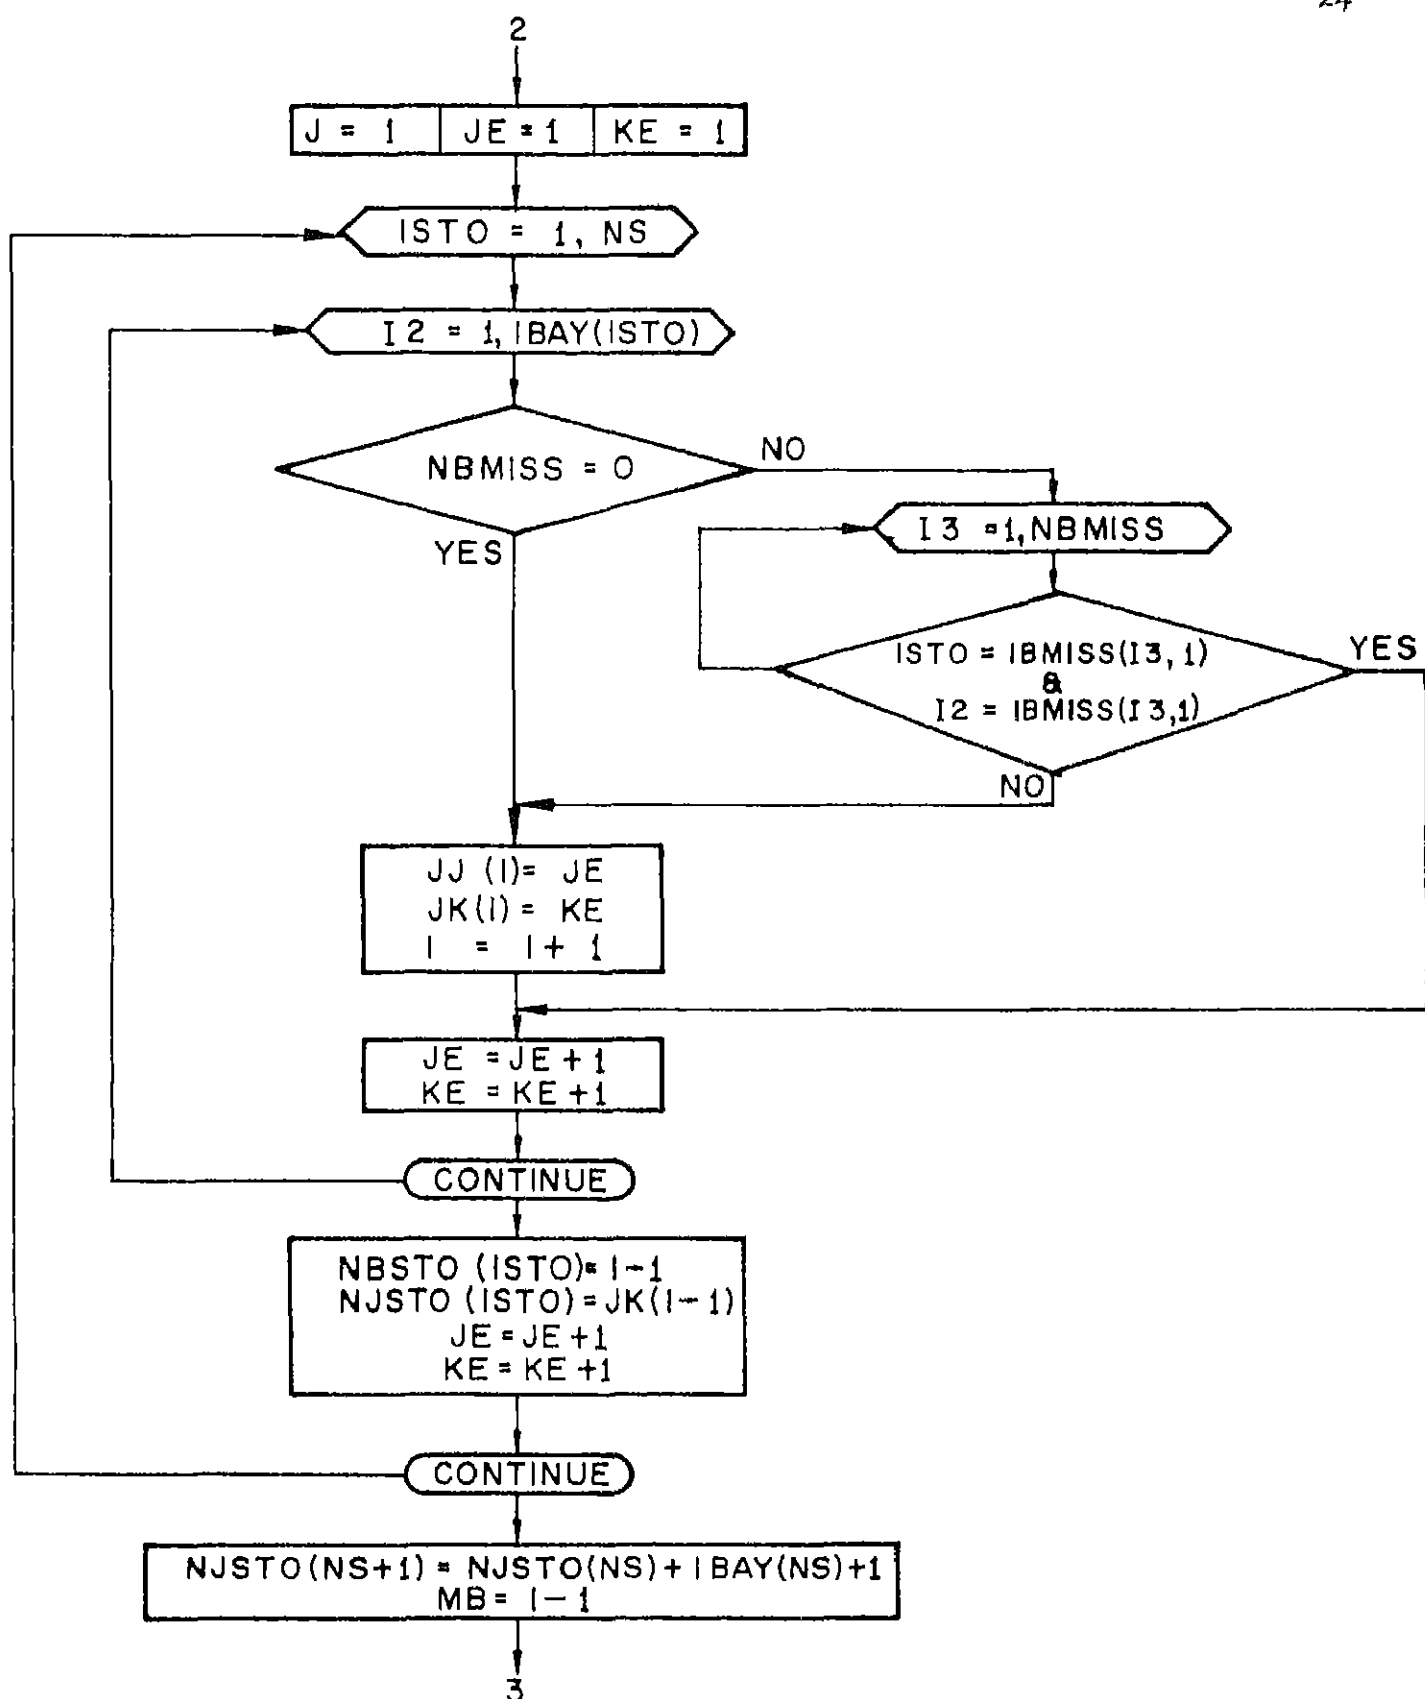 24
2
J = 1 JE = 1 KE = 1
ISTO = 1, NS
I2 = 1, IBAY(ISTO)
NBMISS = 0
NO
YES
I3 = 1, NBMISS
ISTO = IBMISS(I3, 1)
&
I2 = IBMISS(I3,1)
YES
NO
JJ (I) = JE
JK(I) = KE
I = I + 1
JE = JE + 1
KE = KE + 1
CONTINUE
NBSTO (ISTO) = I-1
NJSTO (ISTO) = JK(I-1)
JE = JE + 1
KE = KE + 1
CONTINUE
NJSTO(NS+1) = NJSTO(NS) + IBAY(NS)+1
MB = I-1
3